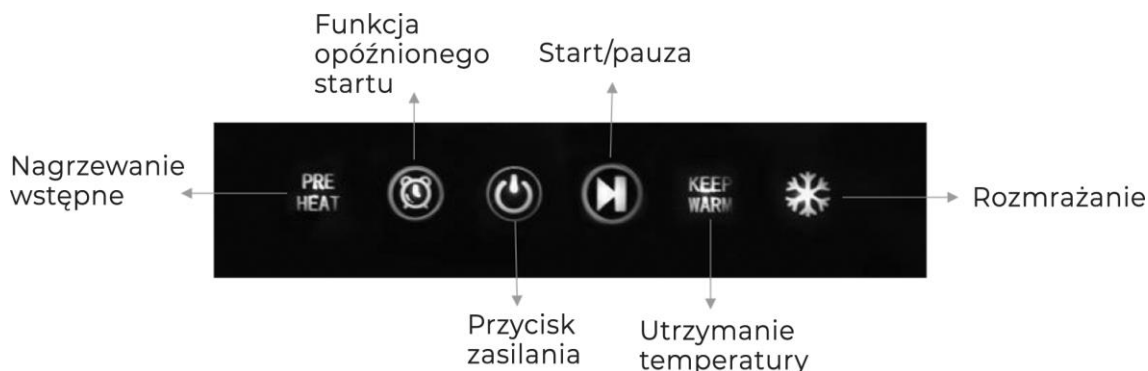 Funkcja
opóźnionego
startu
Start/pauza
Nagrzewanie
wstępne
PRE
HEAT
KEEP
WARM
Rozmrażanie
Przycisk
zasilania
Utrzymanie
temperatury